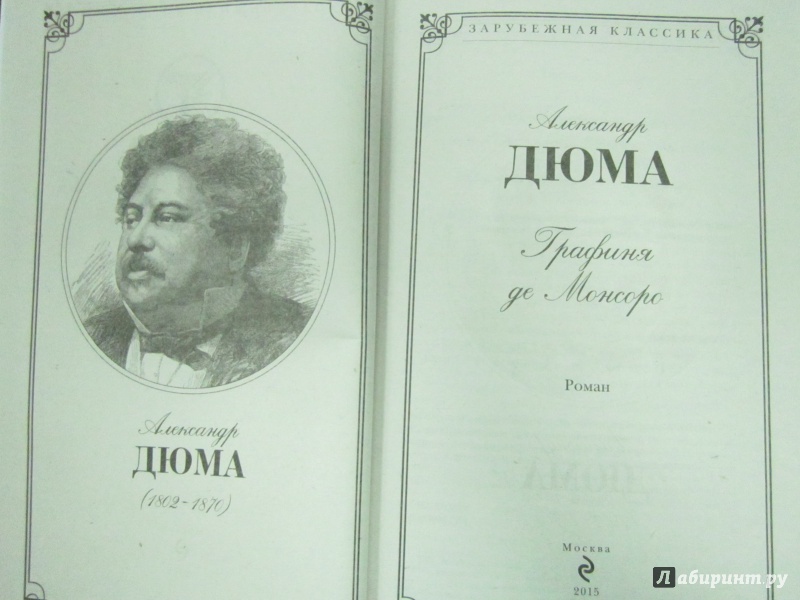 Александр
ДЮМА
(1802-1870)
ЗАРУБЕЖНАЯ КЛАССИКА
Александр
ДЮМА
Графиня
де Монсоро
Роман
Москва
2015
Лабиринт.ру